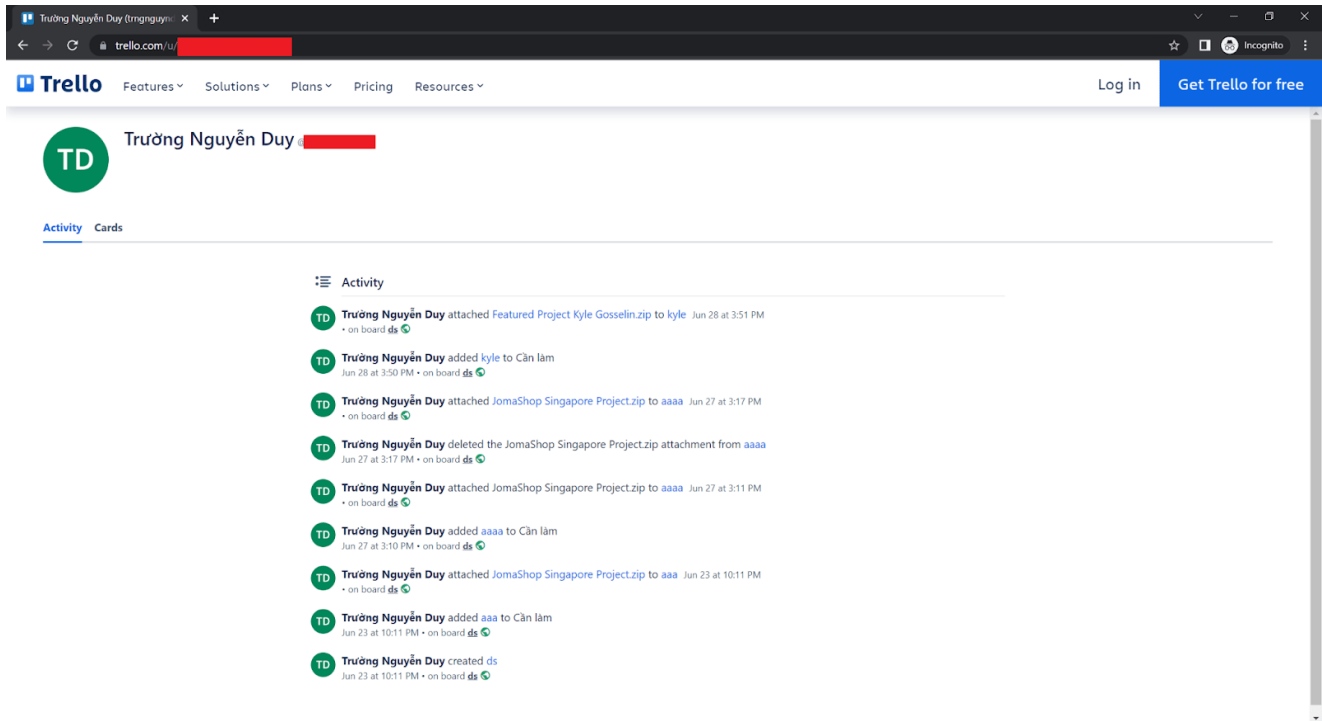 Trường Nguyễn Duy (trngnguync
trello.com/u/
Incognito
Trello Features Solutions Plans Pricing Resources Log in Get Trello for free
TD Trường Nguyễn Duy @
Activity Cards
Activity
TD Trường Nguyễn Duy attached Featured Project Kyle Gosselin.zip to kyle Jun 28 at 3:51 PM
• on board ds
TD Trường Nguyễn Duy added kyle to Cần làm
Jun 28 at 3:50 PM • on board ds
TD Trường Nguyễn Duy attached JomaShop Singapore Project.zip to aaaa Jun 27 at 3:17 PM
• on board ds
TD Trường Nguyễn Duy deleted the JomaShop Singapore Project.zip attachment from aaaa
Jun 27 at 3:17 PM • on board ds
TD Trường Nguyễn Duy attached JomaShop Singapore Project.zip to aaaa Jun 27 at 3:11 PM
• on board ds
TD Trường Nguyễn Duy added aaaa to Cần làm
Jun 27 at 3:10 PM • on board ds
TD Trường Nguyễn Duy attached JomaShop Singapore Project.zip to aaa Jun 23 at 10:11 PM
• on board ds
TD Trường Nguyễn Duy added aaa to Cần làm
Jun 23 at 10:11 PM • on board ds
TD Trường Nguyễn Duy created ds
Jun 23 at 10:11 PM • on board ds